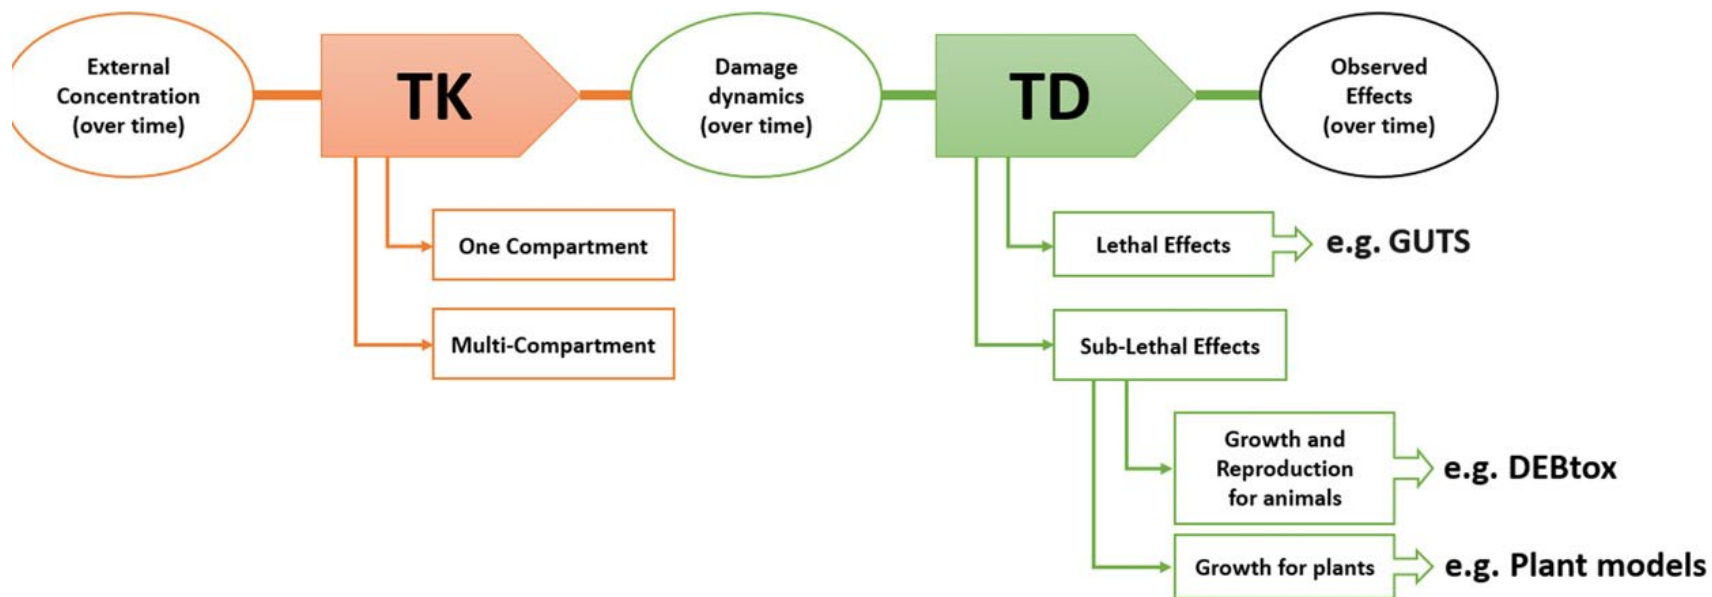 External
Concentration
(over time)
TK
Damage
dynamics
(over time)
TD
Observed
Effects
(over time)
One Compartment
Multi-Compartment
Lethal Effects
e.g. GUTS
Sub-Lethal Effects
Growth and
Reproduction
for animals
e.g. DEBtox
Growth for plants
e.g. Plant models